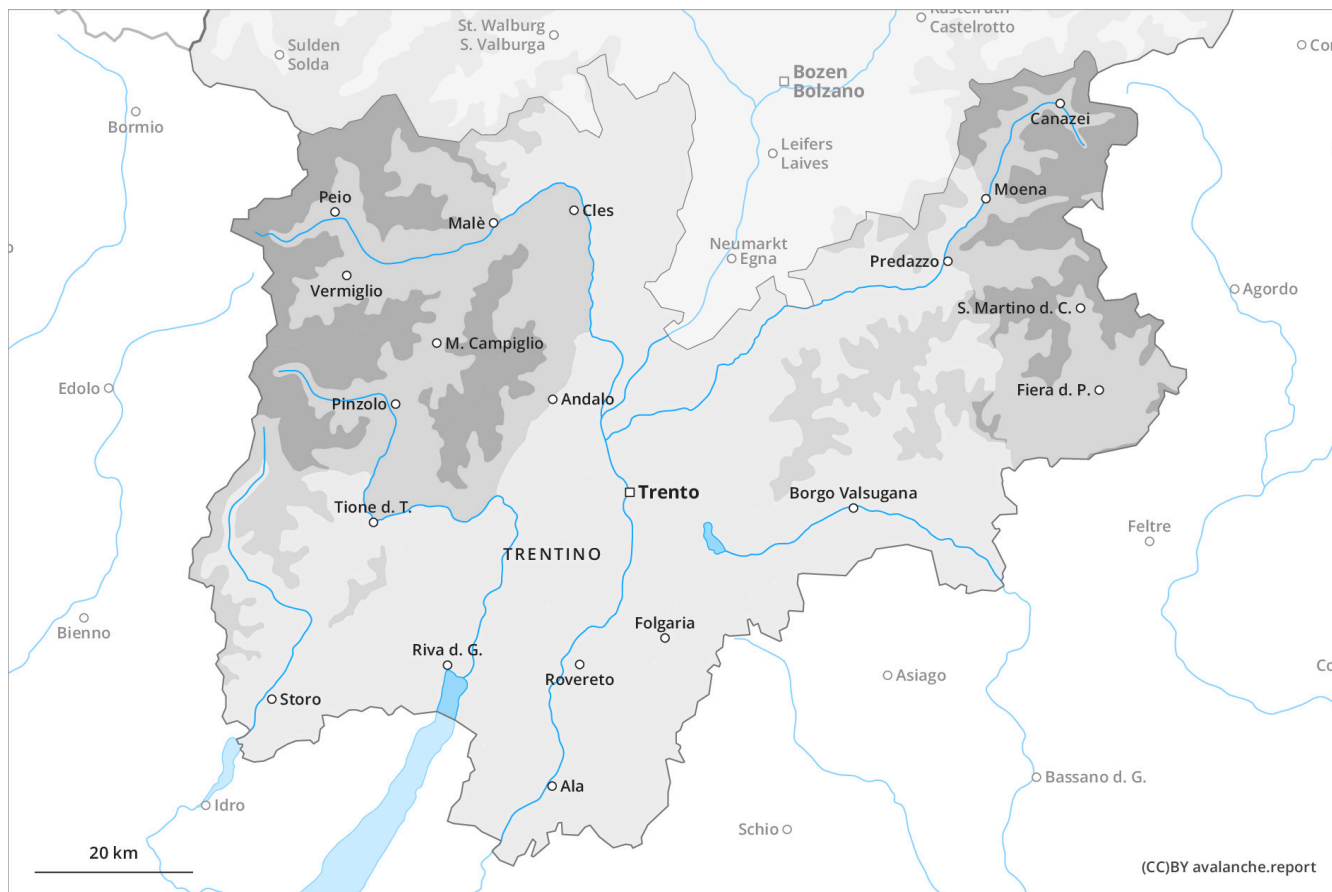 Kastelruth
Castelrotto
St. Walburg
S. Valburga
Sulden
Solda
Cor
Bozen
Bolzano
Bormio
Canazei
Leifers
Laives
Moena
Peio
Malè
Cles
Neumarkt
Egna
Predazzo
Vermiglio
Agordo
S. Martino d. C.
M. Campiglio
Edolo
Fiera d. P.
Pinzolo
Andalo
Trento
Borgo Valsugana
Tione d. T.
Feltre
TRENTINO
Bienno
Folgaria
Riva d. G.
Rovereto
Asiago
Co
Storo
Ala
Bassano d. G.
Idro
Schio
20 km
(CC)BY avalanche.report